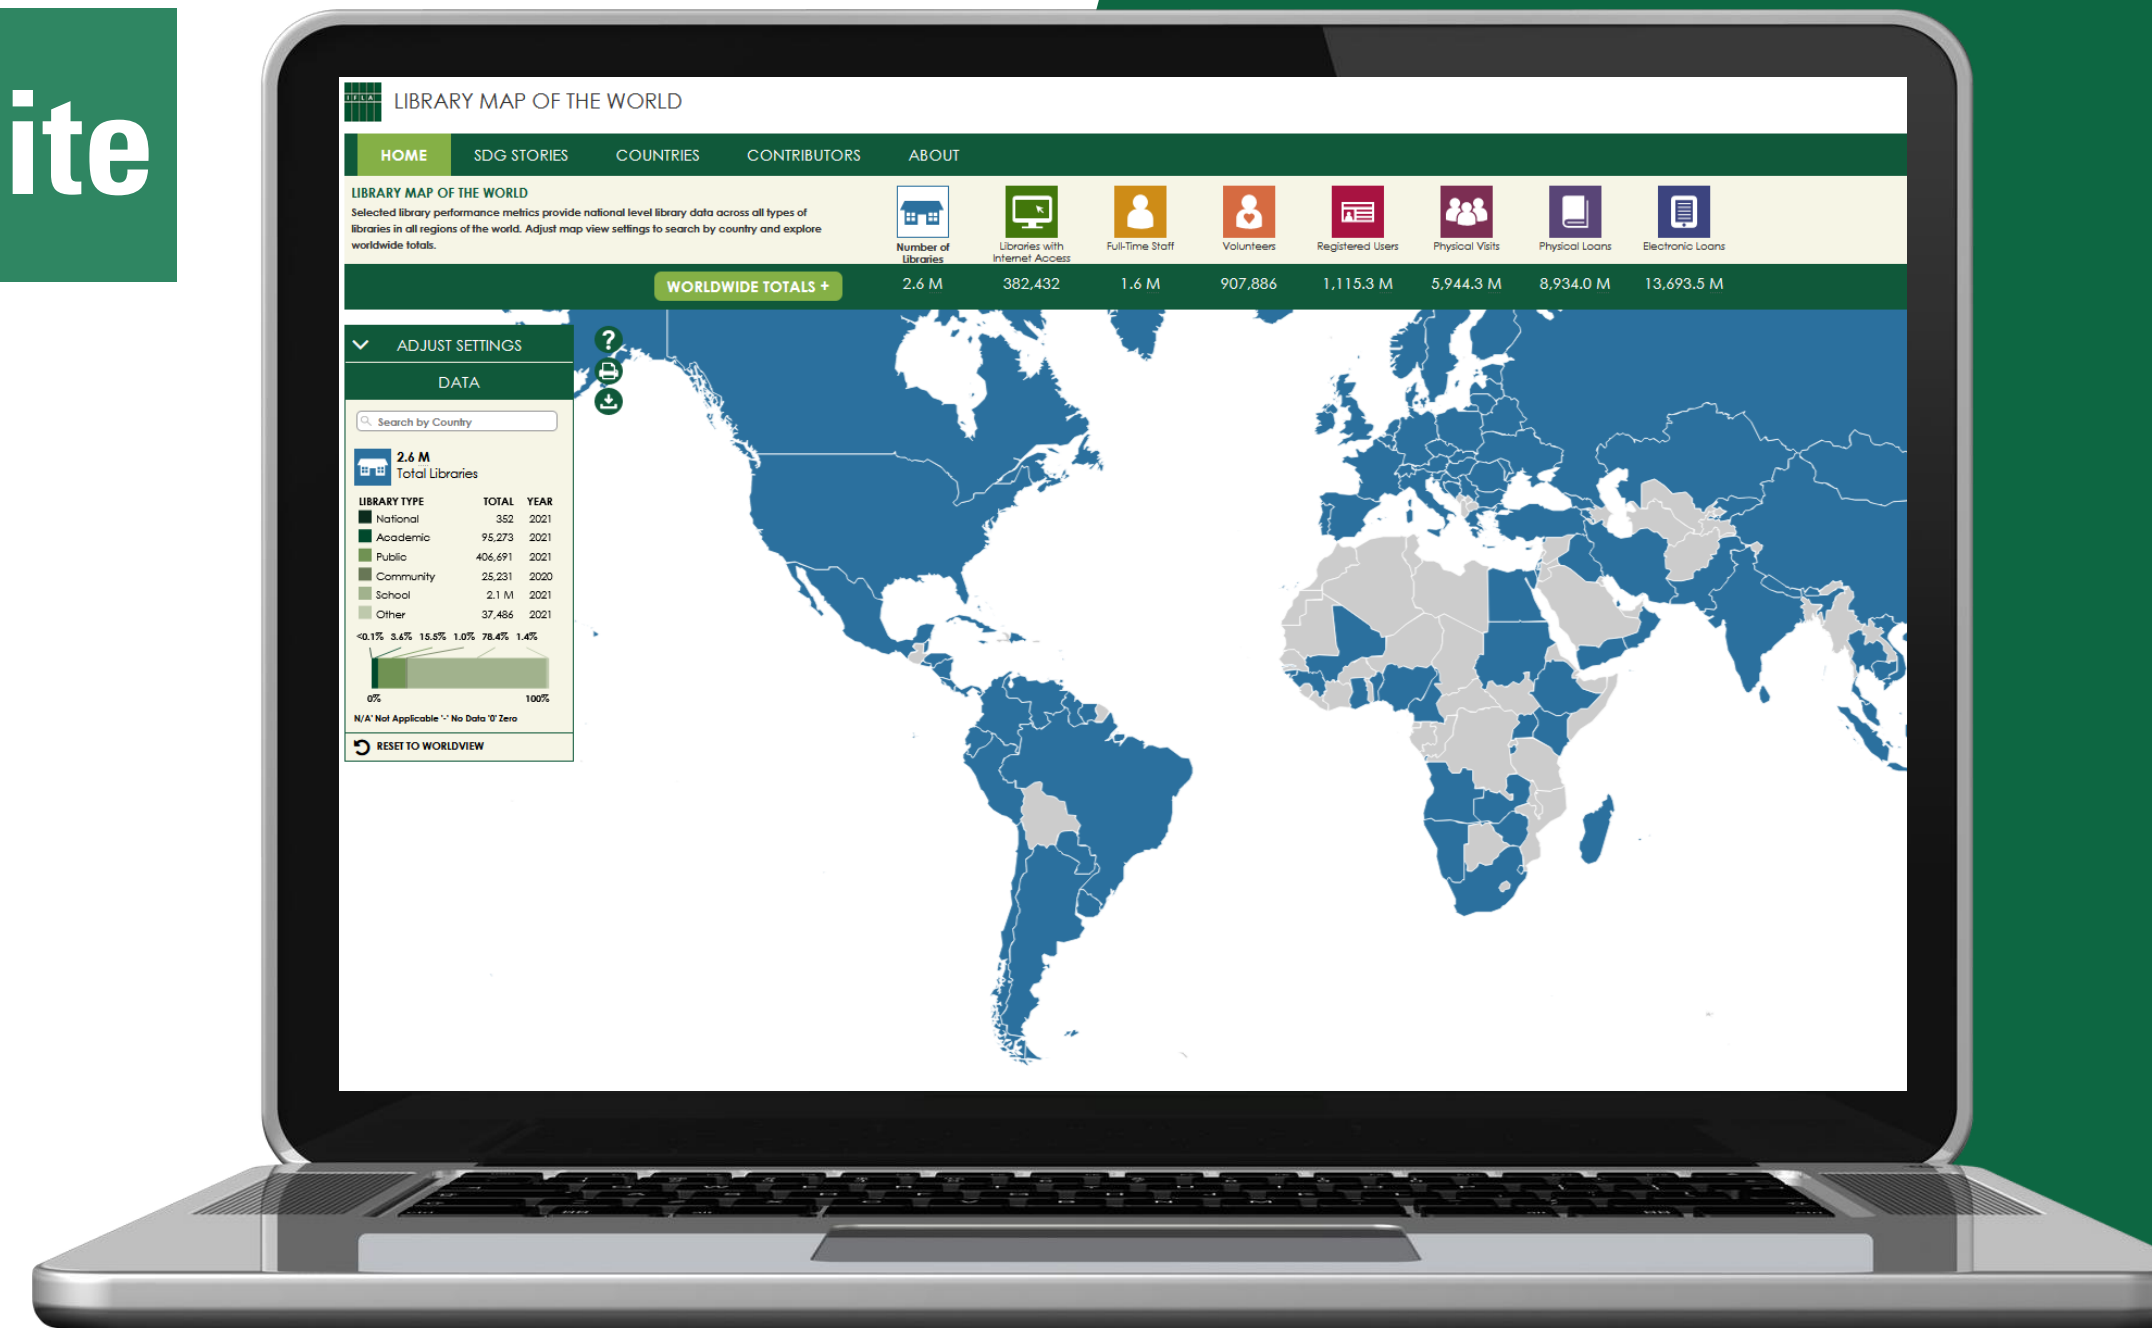 ite
IFLA
LIBRARY MAP OF THE WORLD
HOME SDG STORIES COUNTRIES CONTRIBUTORS ABOUT
LIBRARY MAP OF THE WORLD
Selected library performance metrics provide national level library data across all types of
libraries in all regions of the world. Adjust map view settings to search by country and explore
worldwide totals.
Number of Libraries
Libraries with Internet Access
Full-Time Staff
Volunteers
Registered Users
Physical Visits
Physical Loans
Electronic Loans
WORLDWIDE TOTALS + 2.6 M 382,432 1.6 M 907,886 1,115.3 M 5,944.3 M 8,934.0 M 13,693.5 M
ADJUST SETTINGS
?
DATA
Search by Country
2.6 M
Total Libraries
LIBRARY TYPE TOTAL YEAR
National 352 2021
Academic 95,273 2021
Public 406,691 2021
Community 25,231 2020
School 2.1 M 2021
Other 37,486 2021
<0.1% 3.6% 15.5% 1.0% 78.4% 1.4%
0% 100%
N/A' Not Applicable '-' No Data '0' Zero
RESET TO WORLDVIEW